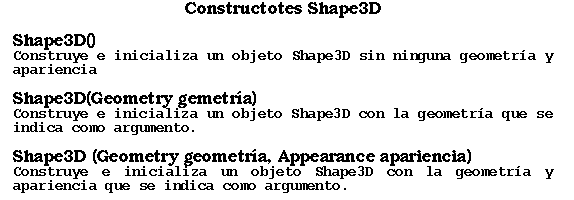 Constructotes Shape3D
Shape3D()
Construye e inicializa un objeto Shape3D sin ninguna geometría y
apariencia
Shape3D(Geometry gemetría)
Construye e inicializa un objeto Shape3D con la geometría que se
indica como argumento.
Shape3D (Geometry geometría, Appearance apariencia)
Construye e inicializa un objeto Shape3D con la geometría y
apariencia que se indica como argumento.